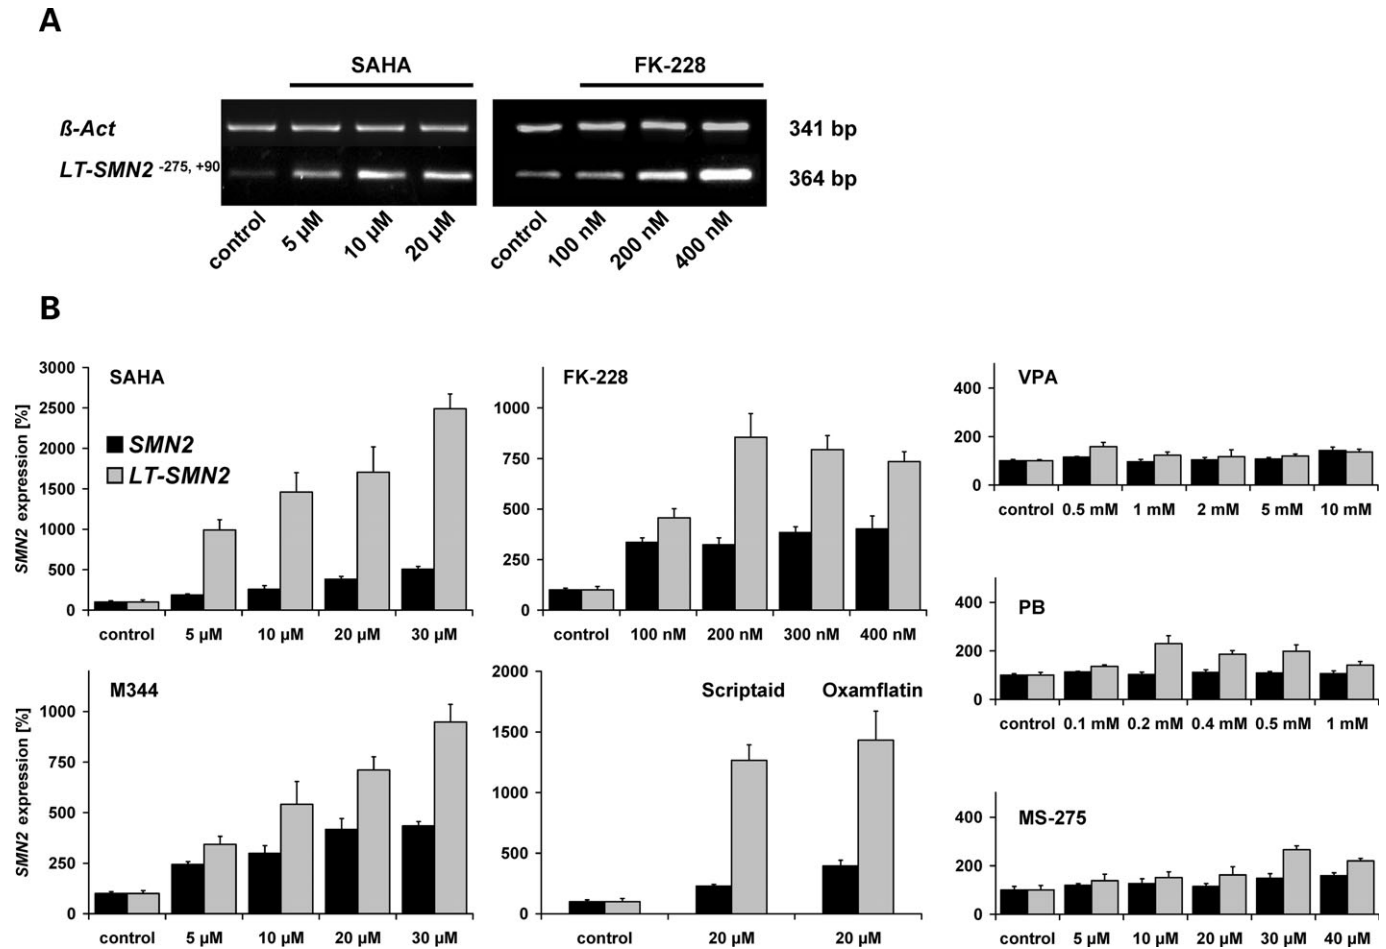 A
SAHA
FK-228
ß-Act
341 bp
LT-SMN2 -275, +90
364 bp
control
5 µM
10 µM
20 µM
control
100 nM
200 nM
400 nM
B
SMN2 expression [%]
3000
2500
2000
1500
1000
500
0
SAHA
SMN2
LT-SMN2
control 5 µM 10 µM 20 µM 30 µM
1000
750
500
250
0
FK-228
control 100 nM 200 nM 300 nM 400 nM
400
200
0
VPA
control 0.5 mM 1 mM 2 mM 5 mM 10 mM
400
200
0
PB
control 0.1 mM 0.2 mM 0.4 mM 0.5 mM 1 mM
SMN2 expression [%]
1000
750
500
250
0
M344
control 5 µM 10 µM 20 µM 30 µM
2000
1500
1000
500
0
Scriptaid Oxamflatin
control 20 µM 20 µM
400
200
0
MS-275
control 5 µM 10 µM 20 µM 30 µM 40 µM